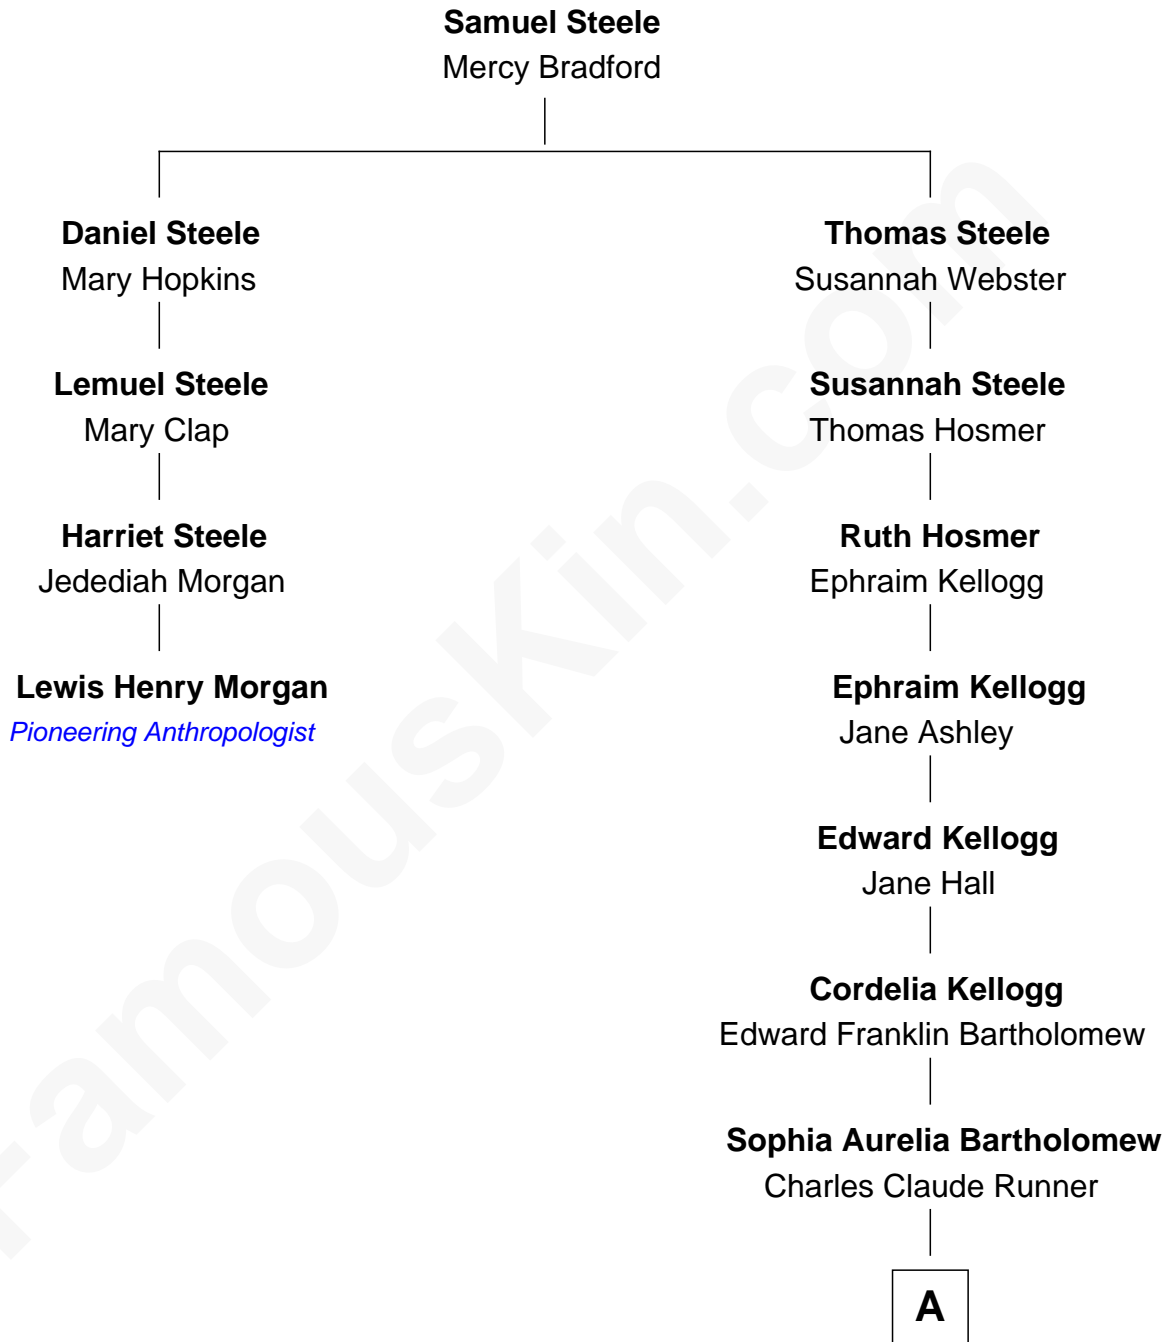 Samuel Steele
Mercy Bradford
Daniel Steele
Mary Hopkins
Lemuel Steele
Mary Clap
Harriet Steele
Jedediah Morgan
Lewis Henry Morgan
Pioneering Anthropologist
Thomas Steele
Susannah Webster
Susannah Steele
Thomas Hosmer
Ruth Hosmer
Ephraim Kellogg
Ephraim Kellogg
Jane Ashley
Edward Kellogg
Jane Hall
Cordelia Kellogg
Edward Franklin Bartholomew
Sophia Aurelia Bartholomew
Charles Claude Runner
A
FamousKin.com